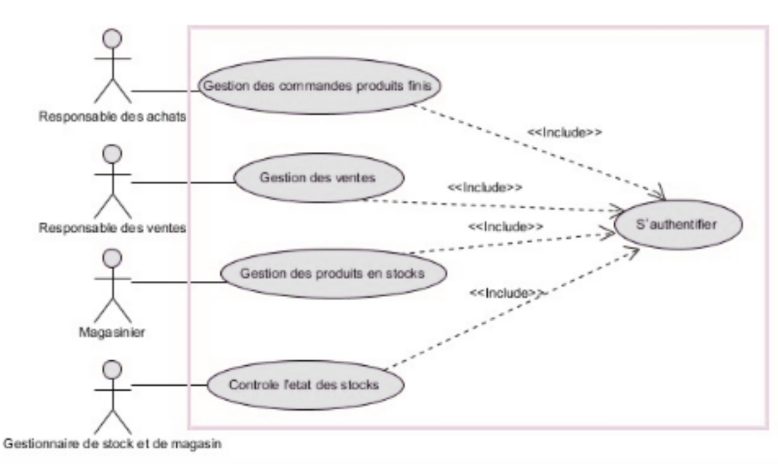 Gestion des commandes produits finis
Responsable des achats
<<Include>>
Gestion des ventes
<<Include>>
Responsable des ventes
<<Include>>
S'authentifier
Gestion des produits en stocks
<<Include>>
Magasinier
Controle l'etat des stocks
Gestionnaire de stock et de magasin